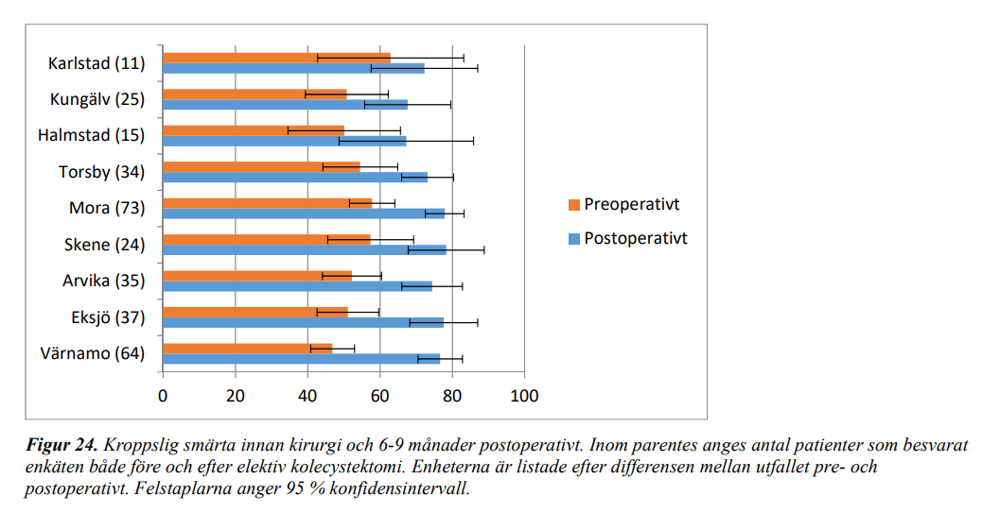 Karlstad (11)
Kungälv (25)
Halmstad (15)
Torsby (34)
Mora (73)
Skene (24)
Arvika (35)
Eksjö (37)
Värnamo (64)
0 20 40 60 80 100
Preoperativt
Postoperativt
Figur 24. Kroppslig smärta innan kirurgi och 6-9 månader postoperativt. Inom parentes anges antal patienter som besvarat
enkäten både före och efter elektiv kolecystektomi. Enheterna är listade efter differensen mellan utfallet pre- och
postoperativt. Felstaplarna anger 95 % konfidensintervall.